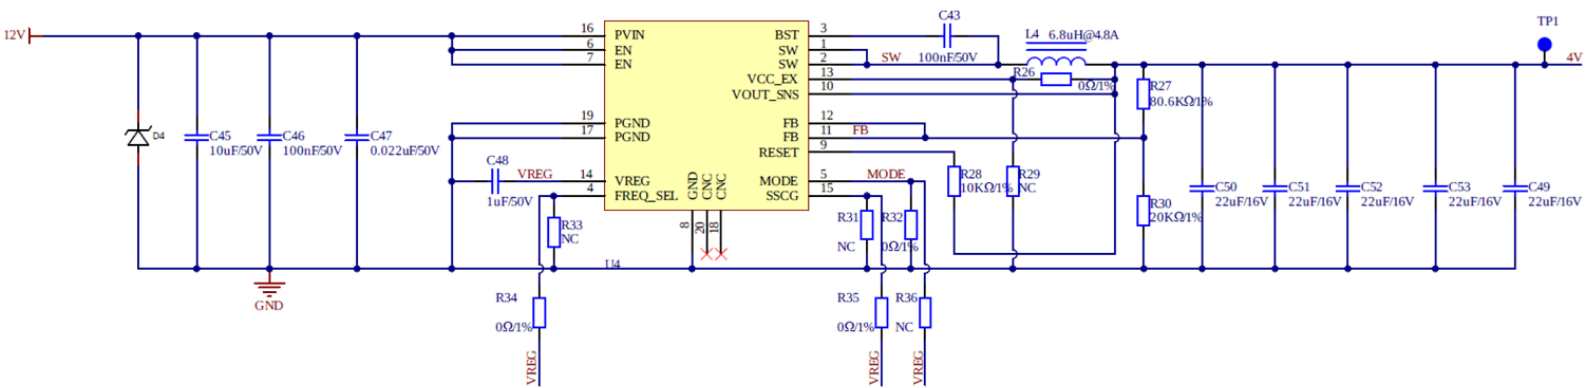 12V
D4
C45
10uF/50V
C46
100nF/50V
C47
0.022uF/50V
GND
C48
1uF/50V
VREG
R33
NC
R34
0Ω/1%
VREG
16
6
7
19
17
14
4
PVIN
EN
EN
PGND
PGND
VREG
FREQ_SEL
GND
CNC
CNC
8
20
18
U4
BST
SW
SW
VCC_EX
VOUT_SNS
FB
FB
RESET
MODE
SSCG
3
1
2
13
10
12
11
9
5
15
SW
FB
MODE
C43
100nF/50V
L4 6.8uH@4.8A
R26
0Ω/1%
R27
80.6KΩ/1%
R28
10KΩ/1%
R29
NC
R30
20KΩ/1%
R31
NC
R32
0Ω/1%
R35
0Ω/1%
VREG
R36
NC
VREG
C50
22uF/16V
C51
22uF/16V
C52
22uF/16V
C53
22uF/16V
C49
22uF/16V
TP1
4V